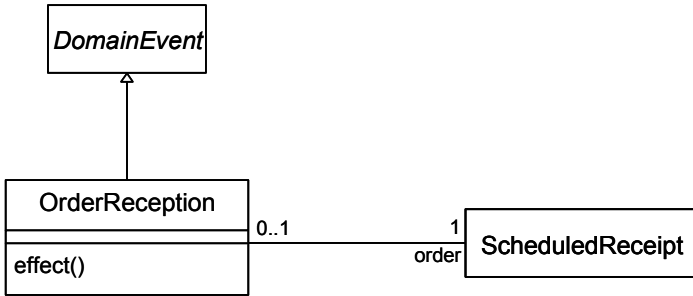 DomainEvent
OrderReception
effect()
0..1
1
order
ScheduledReceipt